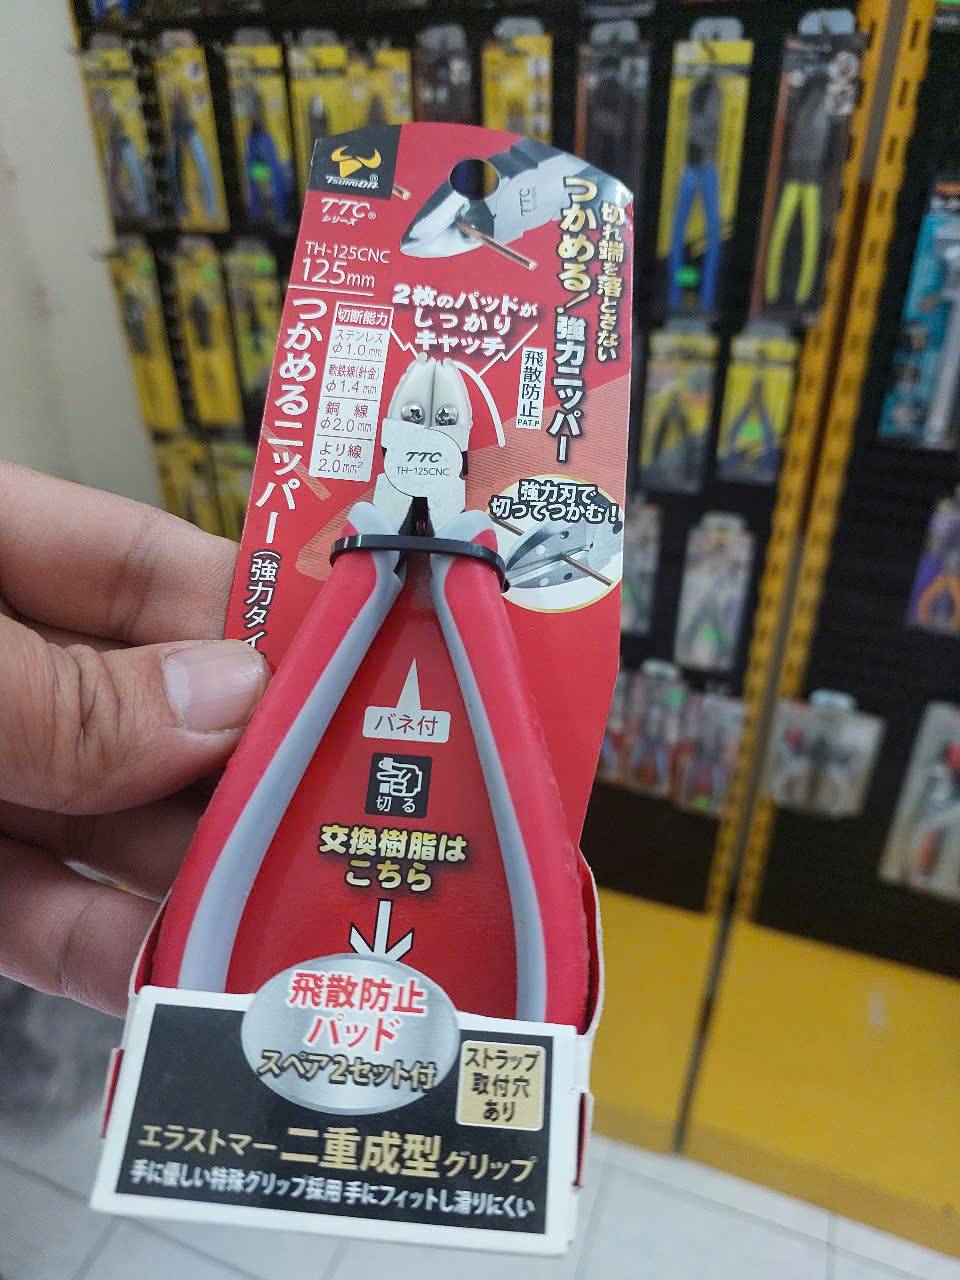 TSUNODA®
TTC®
シリーズ
TH-125CNC
125mm
つかめるニッパー
切断能力
ステンレス
φ1.0mm
軟鉄線(針金)
φ1.4mm
銅 線
φ2.0mm
より線
2.0mm²
2枚のパッドが
しっかり
キャッチ
切れ端を落とさない
つかめる!強力ニッパー
飛散防止
PAT.P
TTC
TTC
TH-125CNC
強力刃で
切ってつかむ!
バネ付
切る
交換樹脂は
こちら
飛散防止
パッド
スペア2セット付
ストラップ
取付穴
あり
エラストマー二重成型グリップ
手に優しい特殊グリップ採用 手にフィットし滑りにくい